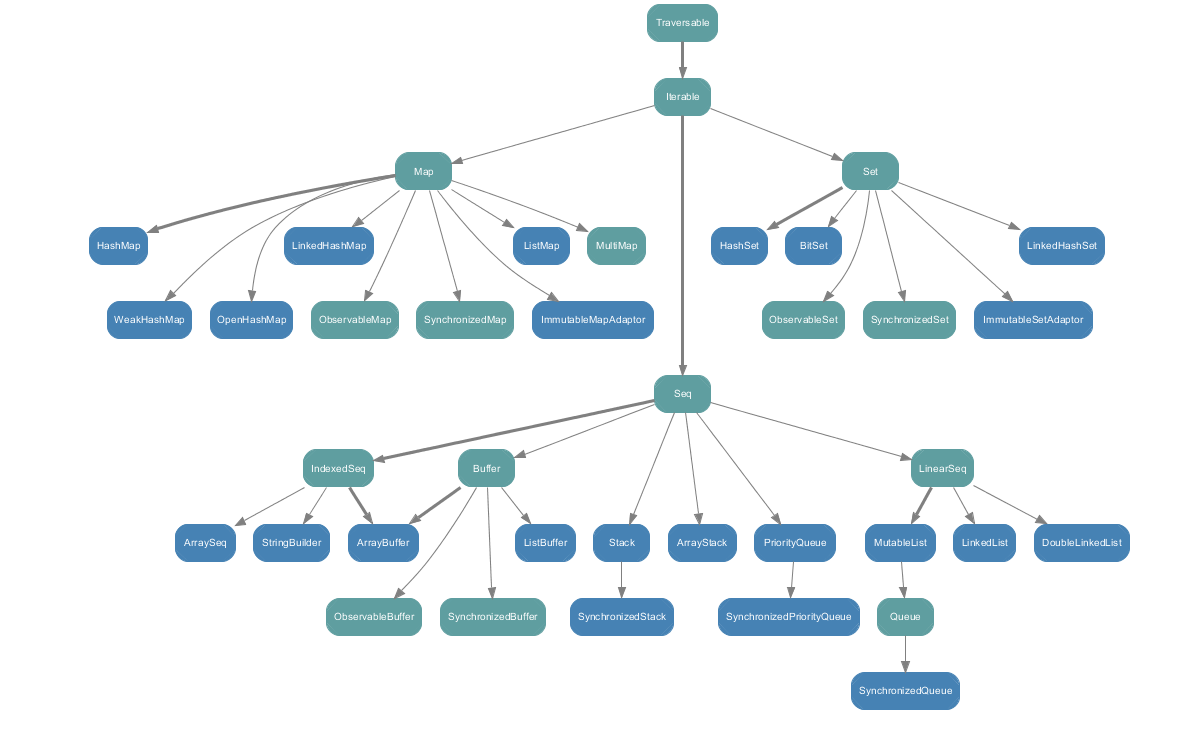 Traversable
Iterable
Map
Set
HashMap
LinkedHashMap
ListMap
MultiMap
HashSet
BitSet
LinkedHashSet
WeakHashMap
OpenHashMap
ObservableMap
SynchronizedMap
ImmutableMapAdaptor
ObservableSet
SynchronizedSet
ImmutableSetAdaptor
Seq
IndexedSeq
Buffer
LinearSeq
ArraySeq
StringBuilder
ArrayBuffer
ListBuffer
Stack
ArrayStack
PriorityQueue
MutableList
LinkedList
DoubleLinkedList
ObservableBuffer
SynchronizedBuffer
SynchronizedStack
SynchronizedPriorityQueue
Queue
SynchronizedQueue